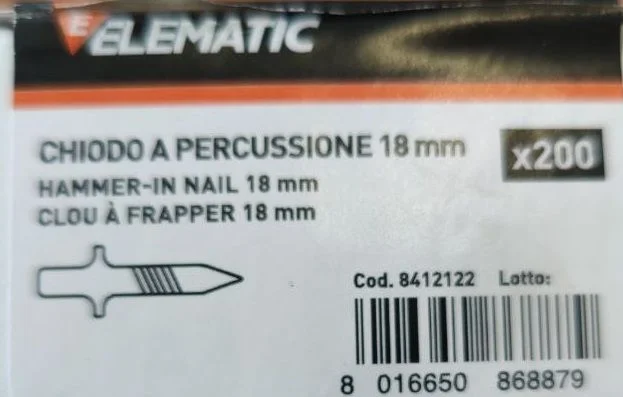 ELEMATIC
CHIODO A PERCUSSIONE 18 mm
x200
HAMMER-IN NAIL 18 mm
CLOU À FRAPPER 18 mm
Cod. 8412122 Lotto:
8 016650 868879